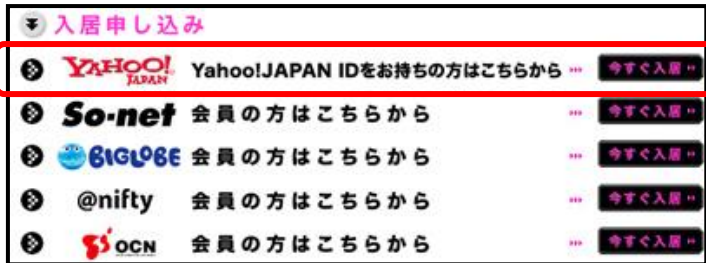 入居申し込み
YAHOO! JAPAN Yahoo!JAPAN IDをお持ちの方はこちらから 今すぐ入居
So-net 会員の方はこちらから 今すぐ入居
BIGLOBE 会員の方はこちらから 今すぐ入居
@nifty 会員の方はこちらから 今すぐ入居
OCN 会員の方はこちらから 今すぐ入居